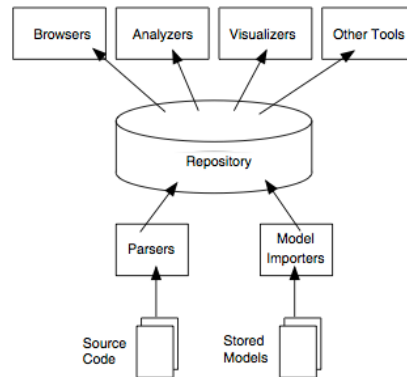 Browsers
Analyzers
Visualizers
Other Tools
Repository
Parsers
Model
Importers
Source
Code
Stored
Models